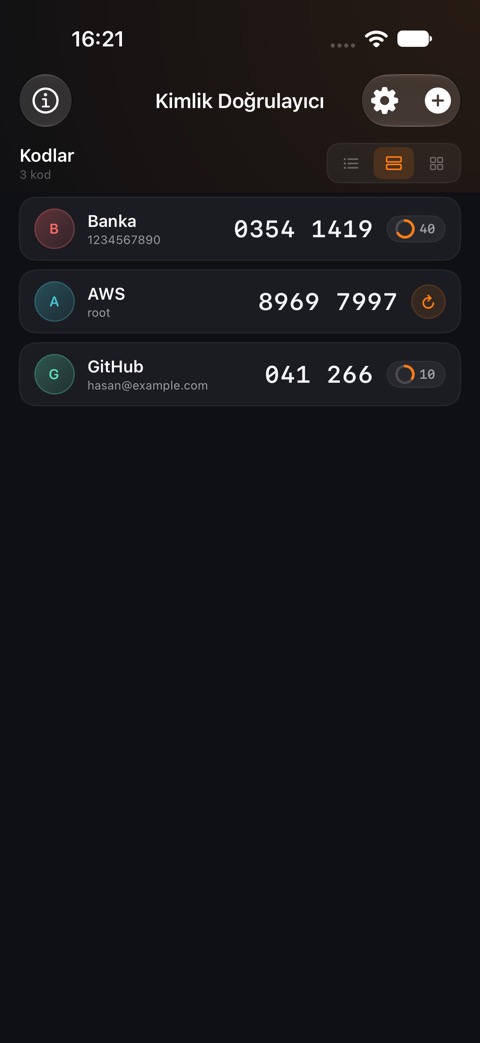 16:21
Kimlik Doğrulayıcı
Kodlar
3 kod
B
Banka
1234567890
0354 1419
40
A
AWS
root
8969 7997
G
GitHub
hasan@example.com
041 266
10